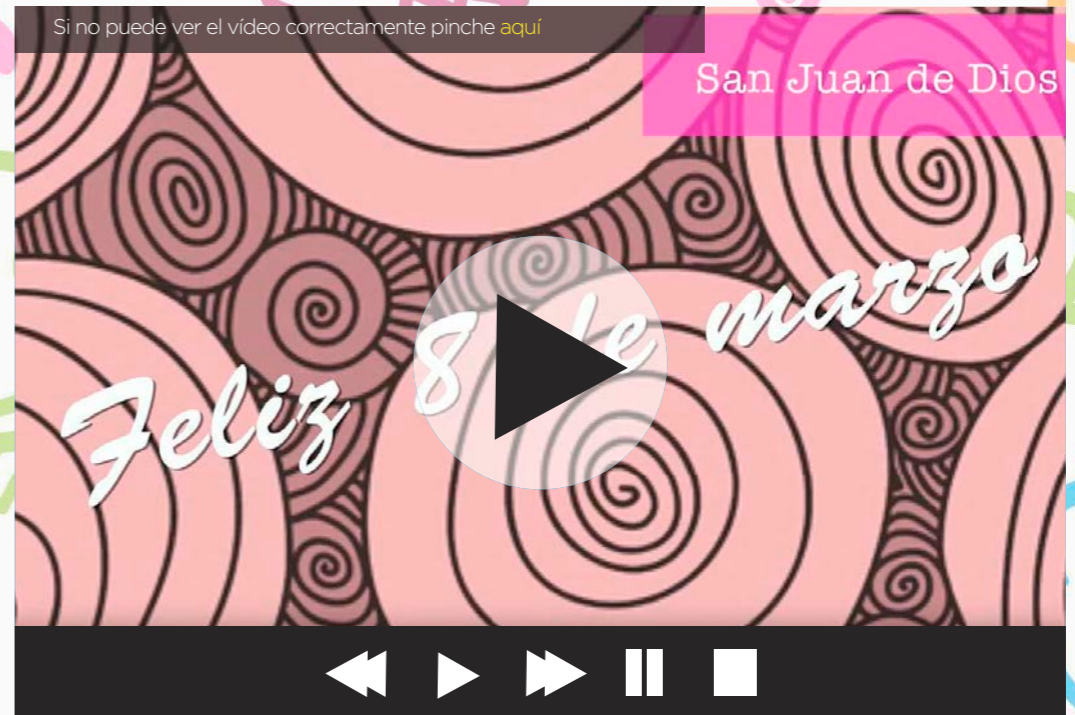 Si no puede ver el vídeo correctamente pinche aquí
San Juan de Dios
Feliz 8 de marzo